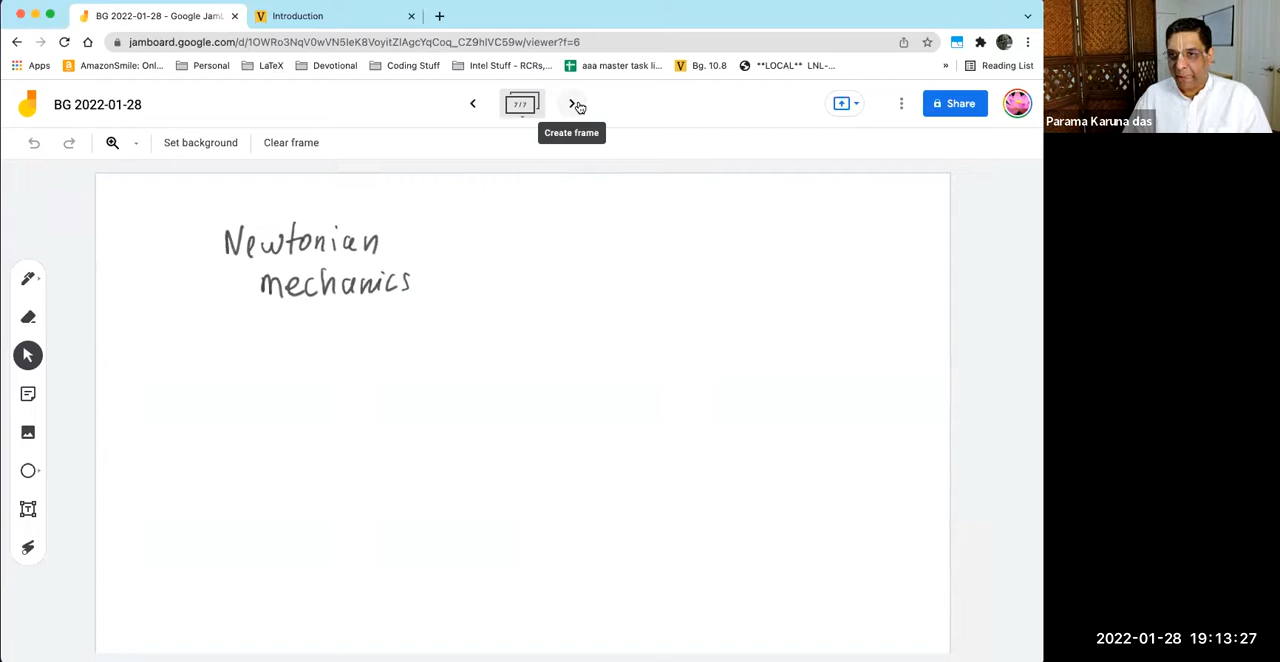 BG 2022-01-28 - Google Jam
Introduction
jamboard.google.com/d/1OWRo3NqV0wVN5IeK8VoyitZIAgcYqCoq_CZ9hIVC59w/viewer?f=6
Apps
AmazonSmile: Onl...
Personal
LaTeX
Devotional
Coding Stuff
Intel Stuff - RCRs,...
aaa master task li...
Bg. 10.8
**LOCAL** LNL-...
»
Reading List
BG 2022-01-28
7/7
Share
Create frame
Set background
Clear frame
Newtonian
mechanics
Parama Karuna das
2022-01-28 19:13:27